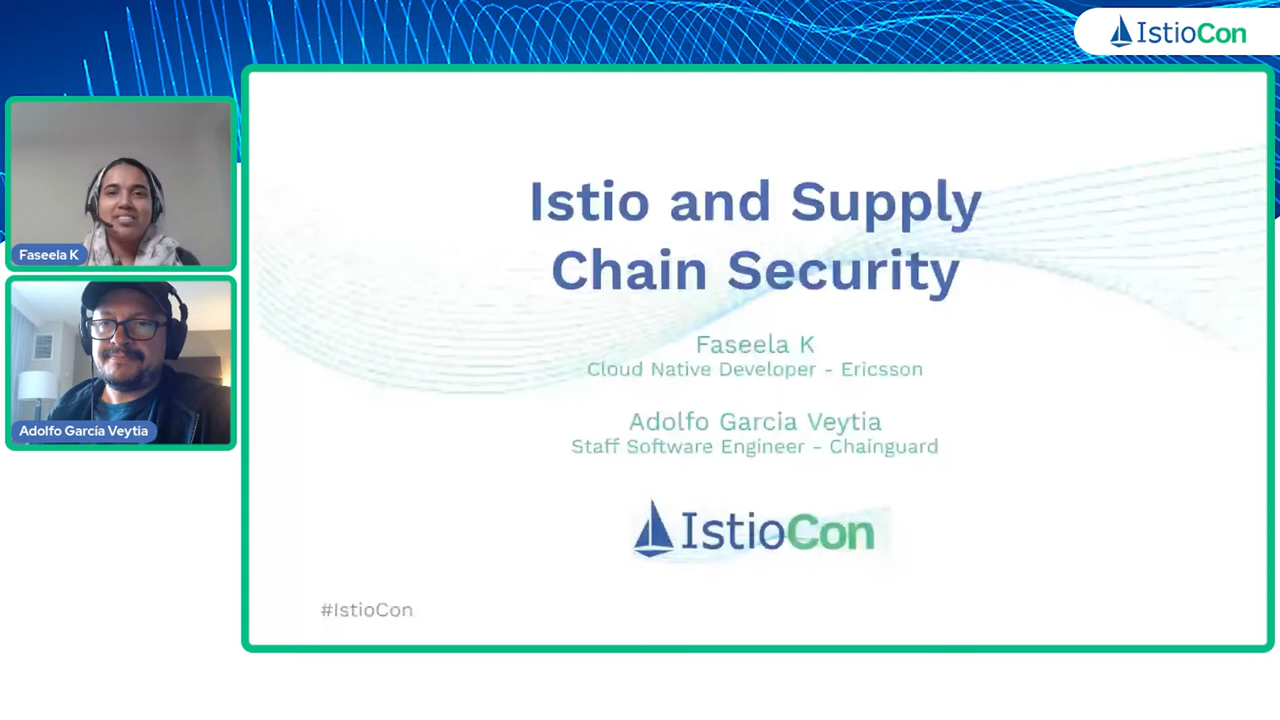 IstioCon
Faseela K
Adolfo García Veytia
Istio and Supply
Chain Security
Faseela K
Cloud Native Developer - Ericsson
Adolfo Garcia Veytia
Staff Software Engineer - Chainguard
IstioCon
#IstioCon